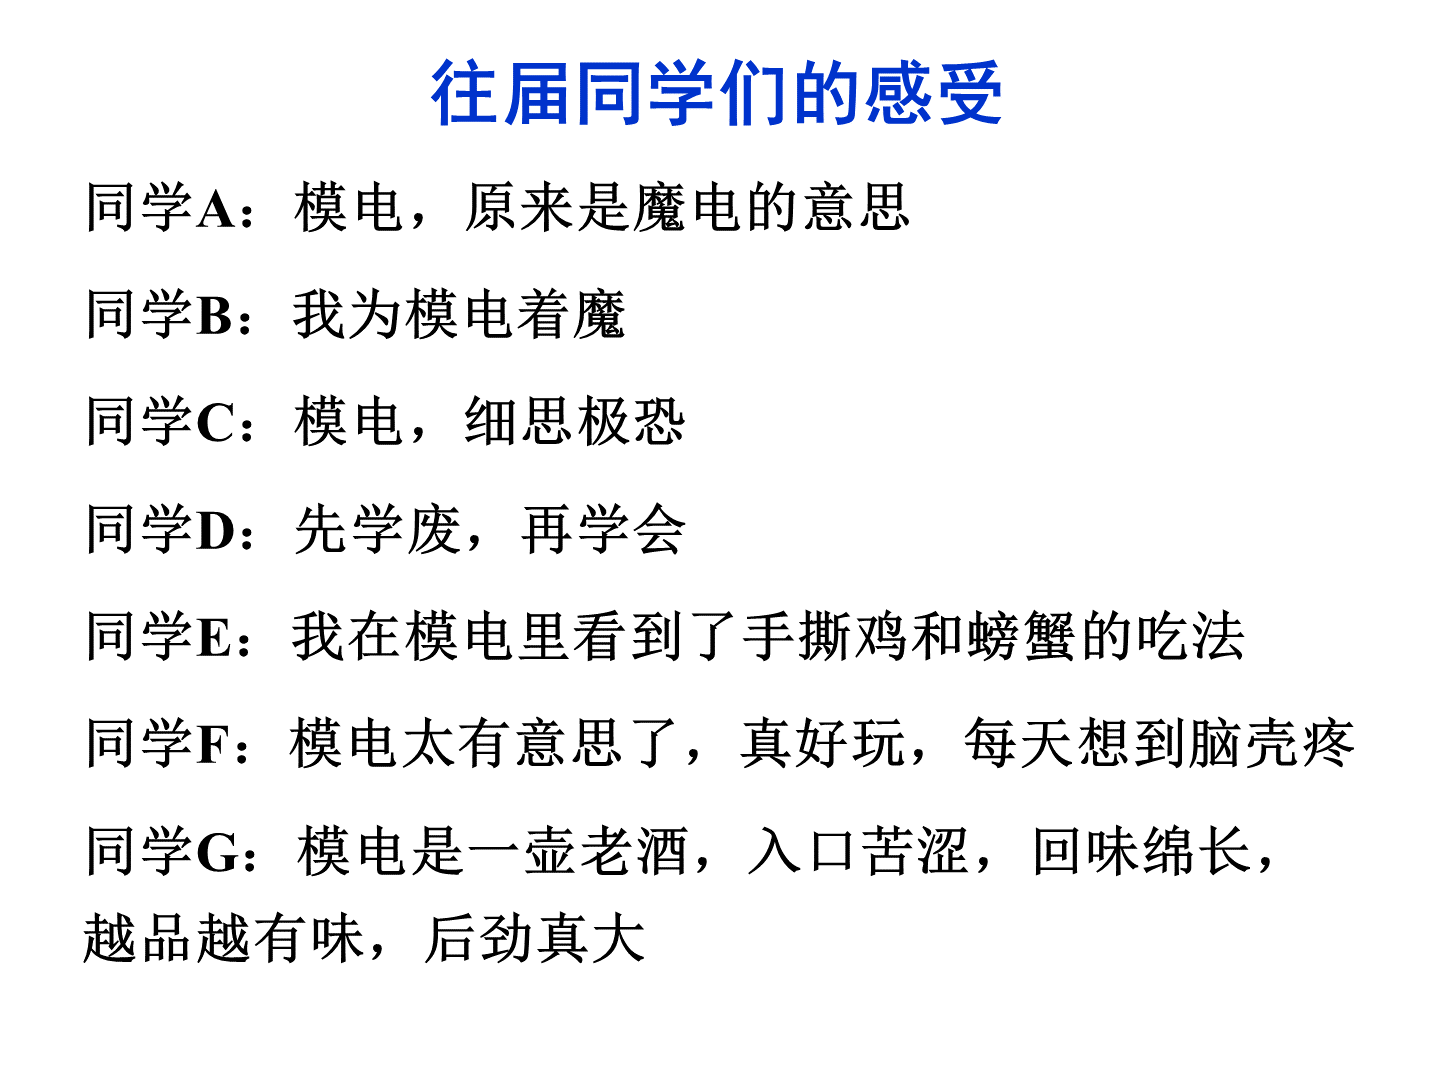 往届同学们的感受
同学A：模电，原来是魔电的意思
同学B：我为模电着魔
同学C：模电，细思极恐
同学D：先学废，再学会
同学E：我在模电里看到了手撕鸡和螃蟹的吃法
同学F：模电太有意思了，真好玩，每天想到脑壳疼
同学G：模电是一壶老酒，入口苦涩，回味绵长，
越品越有味，后劲真大